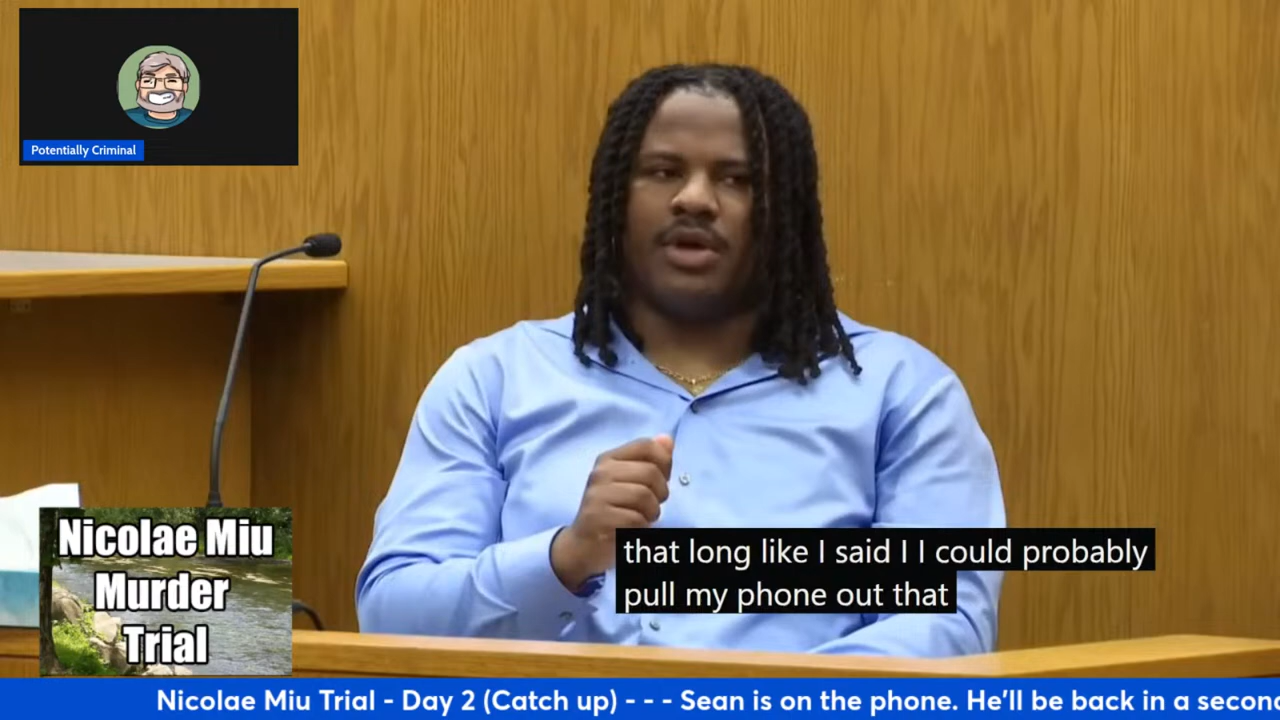 Potentially Criminal
that long like I said I I could probably
pull my phone out that
Nicolae Miu
Murder
Trial
Nicolae Miu Trial - Day 2 (Catch up) - - - Sean is on the phone. He'll be back in a second